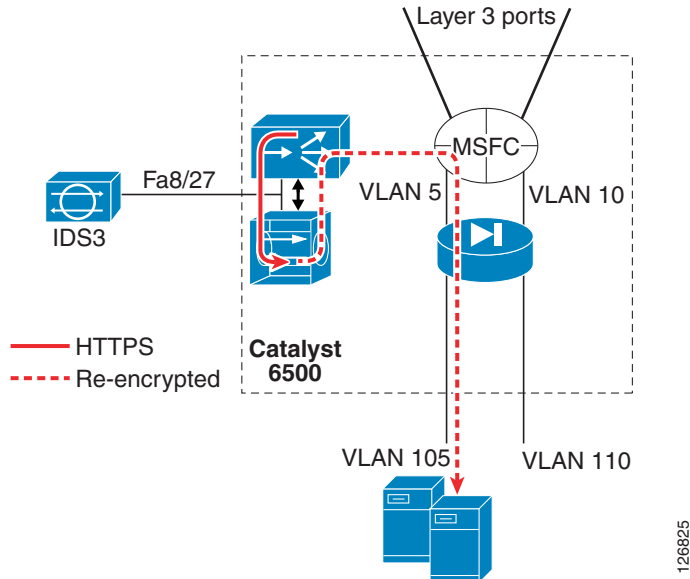 Layer 3 ports
MSFC
Fa8/27
VLAN 5
VLAN 10
IDS3
HTTPS
Re-encrypted
Catalyst
6500
VLAN 105
VLAN 110
126825